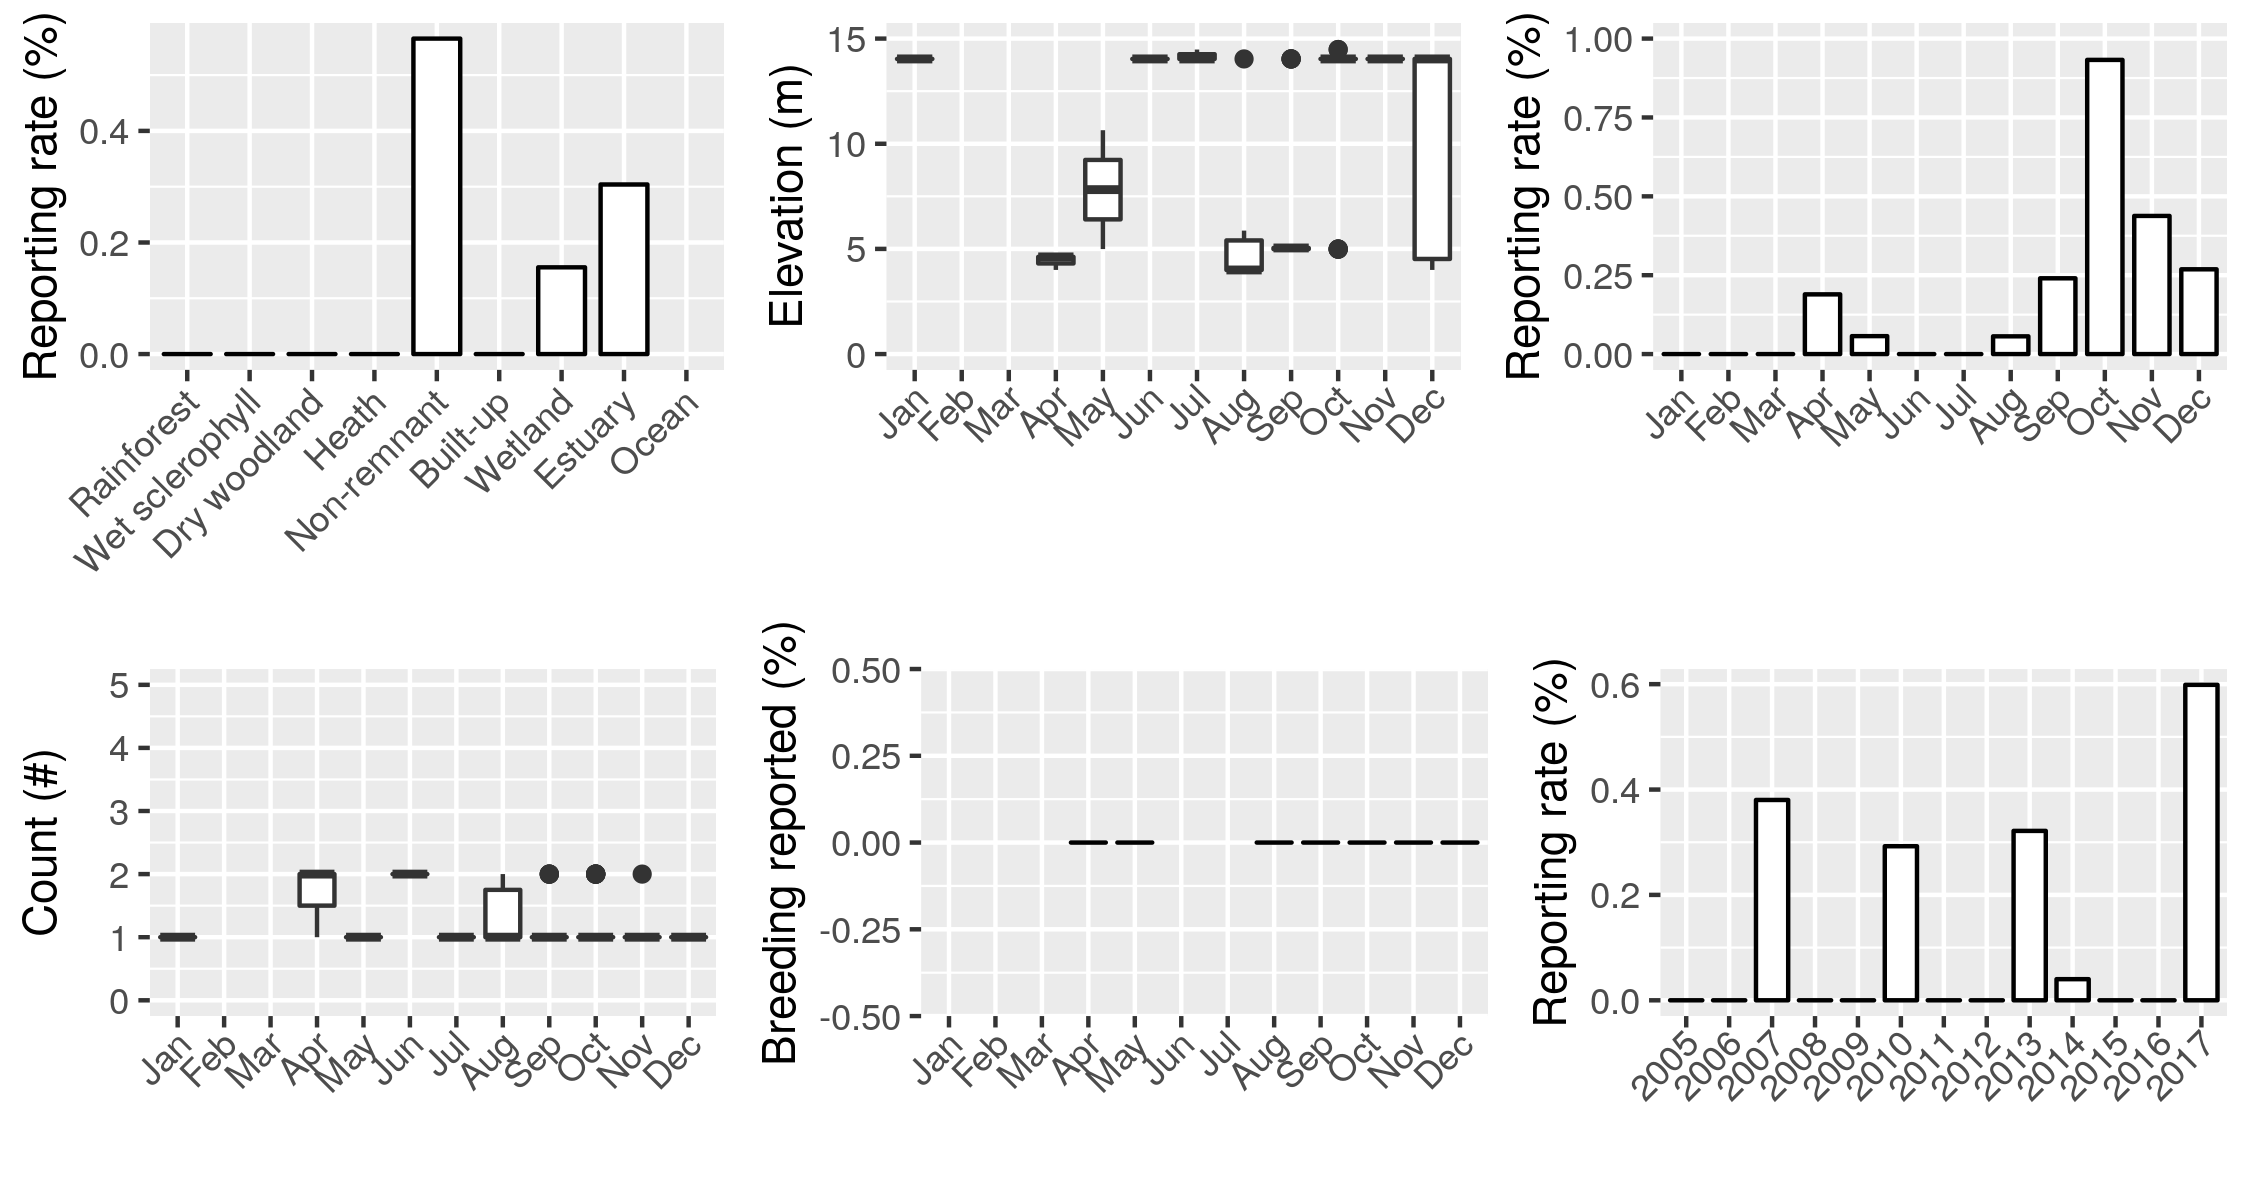 Reporting rate (%)
0.4
0.2
0.0
Rainforest
Wet sclerophyll
Dry woodland
Heath
Non-remnant
Built-up
Wetland
Estuary
Ocean
Elevation (m)
15
10
5
0
Jan
Feb
Mar
Apr
May
Jun
Jul
Aug
Sep
Oct
Nov
Dec
Reporting rate (%)
1.00
0.75
0.50
0.25
0.00
Jan
Feb
Mar
Apr
May
Jun
Jul
Aug
Sep
Oct
Nov
Dec
Count (#)
5
4
3
2
1
0
Jan
Feb
Mar
Apr
May
Jun
Jul
Aug
Sep
Oct
Nov
Dec
Breeding reported (%)
0.50
0.25
0.00
-0.25
-0.50
Jan
Feb
Mar
Apr
May
Jun
Jul
Aug
Sep
Oct
Nov
Dec
Reporting rate (%)
0.6
0.4
0.2
0.0
2005
2006
2007
2008
2009
2010
2011
2012
2013
2014
2015
2016
2017